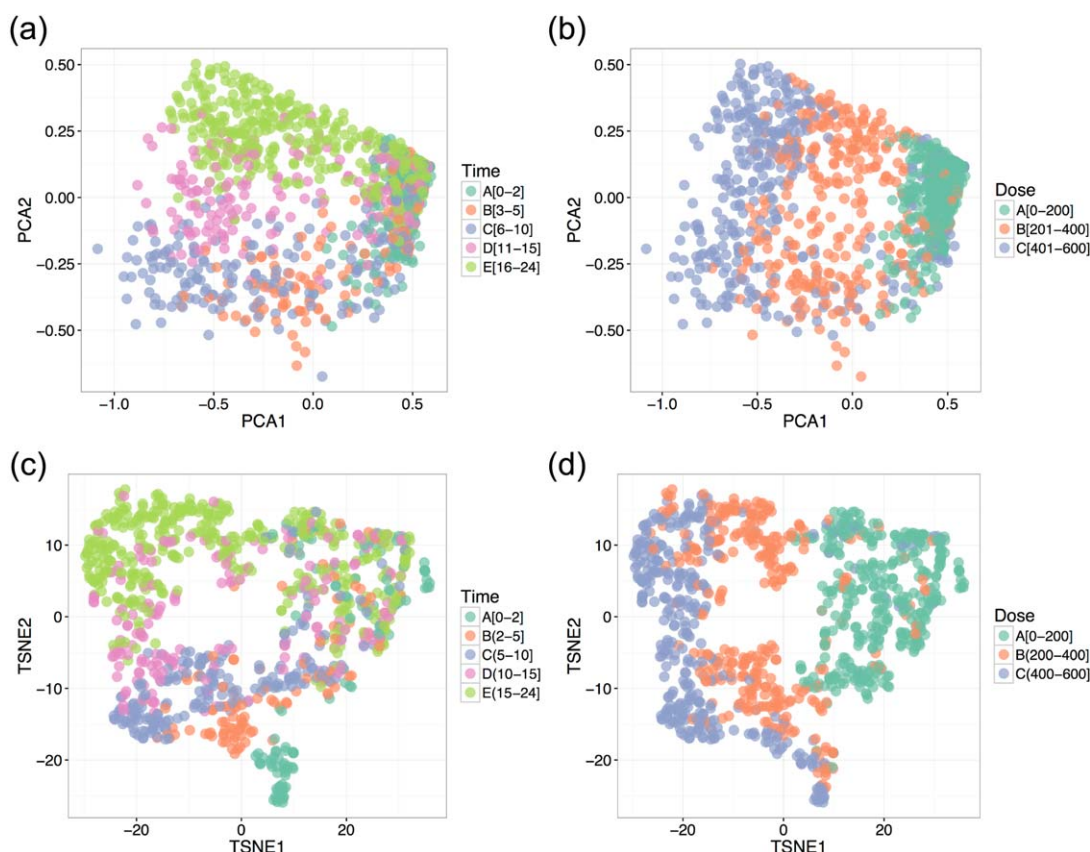 (a)
0.50
0.25
0.00
−0.25
−0.50
PCA2
−1.0 −0.5 0.0 0.5
PCA1
Time
A[0−2]
B[3−5]
C[6−10]
D[11−15]
E[16−24]
(b)
0.50
0.25
0.00
−0.25
−0.50
PCA2
−1.0 −0.5 0.0 0.5
PCA1
Dose
A[0−200]
B[201−400]
C[401−600]
(c)
10
0
−10
−20
TSNE2
−20 0 20
TSNE1
Time
A[0−2]
B(2−5]
C(5−10]
D(10−15]
E(15−24]
(d)
10
0
−10
−20
TSNE2
−20 0 20
TSNE1
Dose
A[0−200]
B(200−400]
C(400−600]